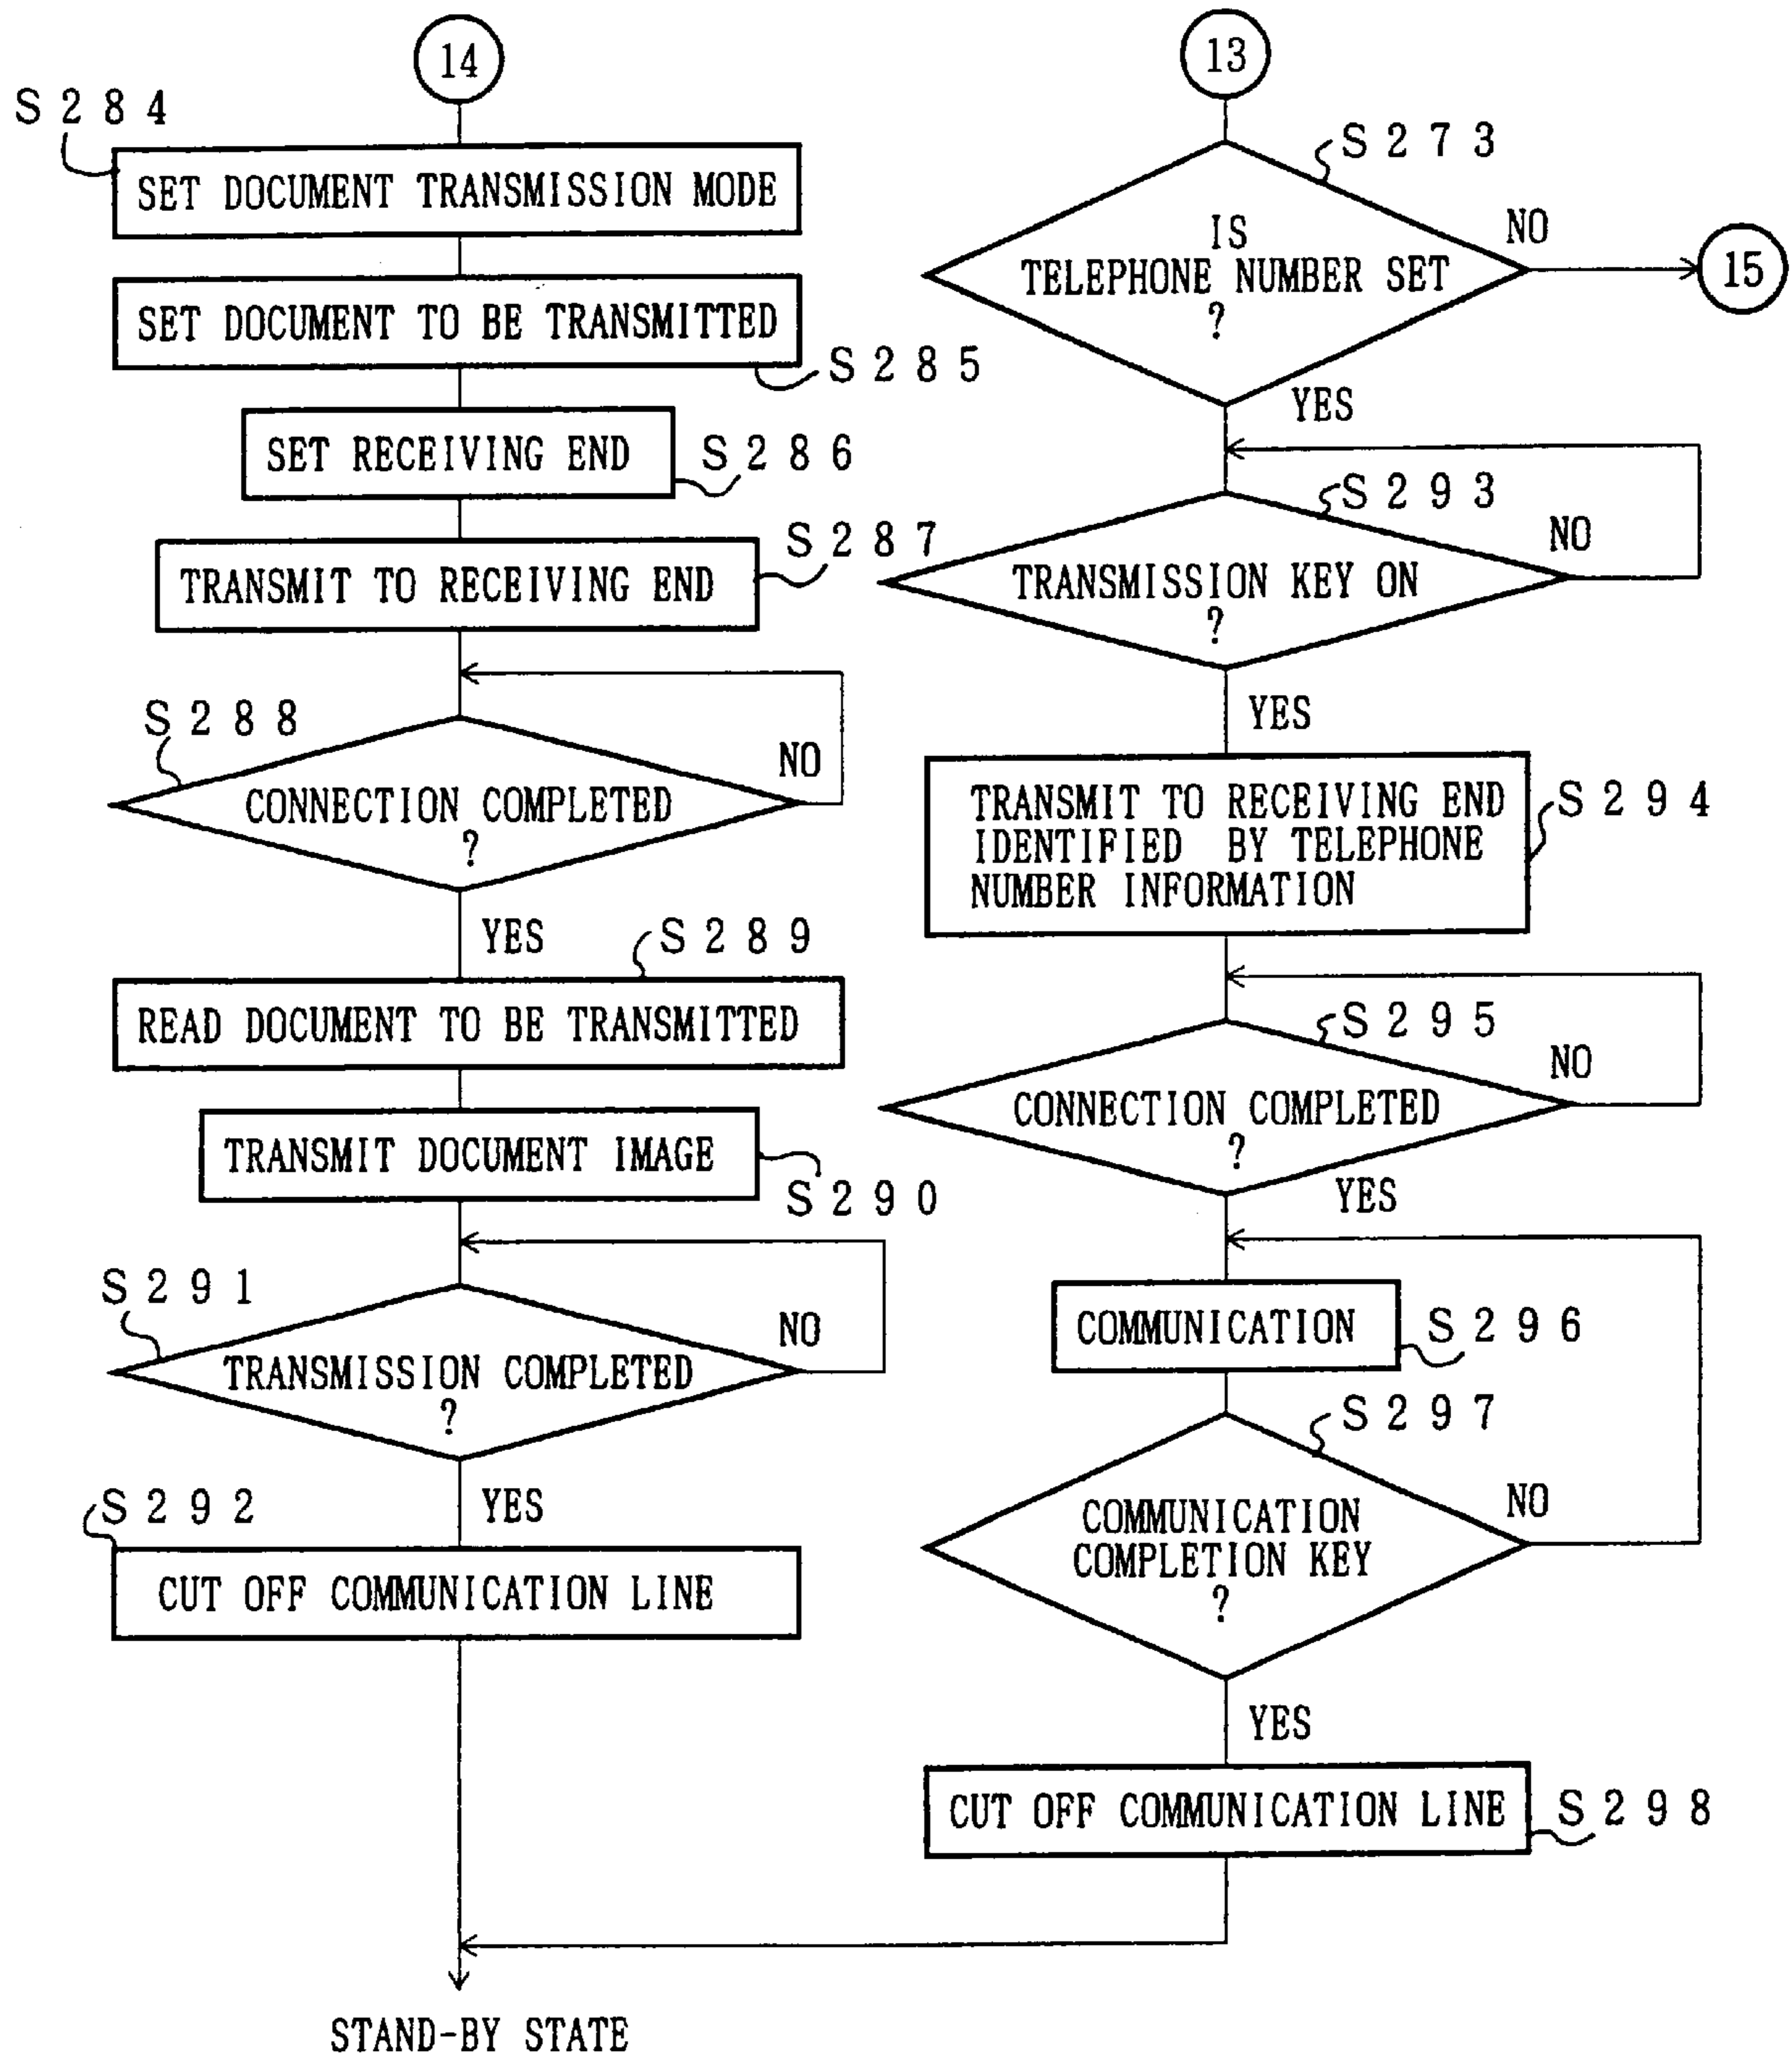 14
S284
SET DOCUMENT TRANSMISSION MODE
SET DOCUMENT TO BE TRANSMITTED
S285
SET RECEIVING END
S286
S287
TRANSMIT TO RECEIVING END
S288
NO
CONNECTION COMPLETED
?
YES
S289
READ DOCUMENT TO BE TRANSMITTED
TRANSMIT DOCUMENT IMAGE
S290
S291
NO
TRANSMISSION COMPLETED
?
YES
S292
CUT OFF COMMUNICATION LINE
STAND-BY STATE
13
S273
IS
TELEPHONE NUMBER SET
?
NO
15
YES
S293
NO
TRANSMISSION KEY ON
?
YES
TRANSMIT TO RECEIVING END
IDENTIFIED BY TELEPHONE
NUMBER INFORMATION
S294
S295
NO
CONNECTION COMPLETED
?
YES
COMMUNICATION
S296
S297
NO
COMMUNICATION
COMPLETION KEY
?
YES
CUT OFF COMMUNICATION LINE
S298